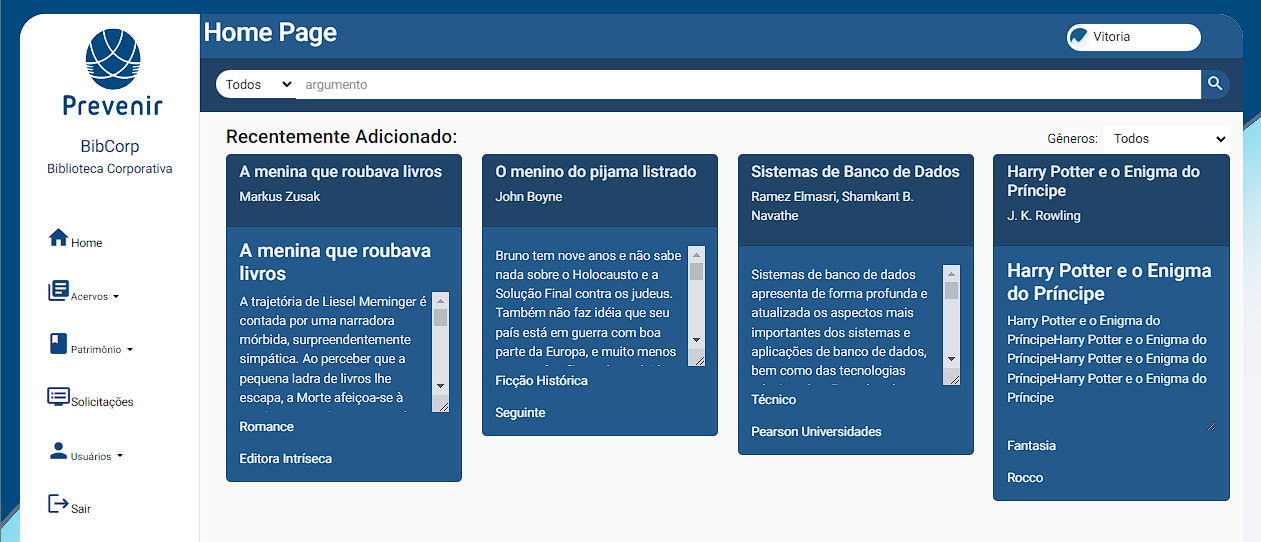 Home Page
Vitoria
Prevenir
BibCorp
Biblioteca Corporativa
Home
Acervos
Patrimônio
Solicitações
Usuários
Sair
Todos
argumento
Recentemente Adicionado:
Gêneros:
Todos
A menina que roubava livros
Markus Zusak
A menina que roubava
livros
A trajetória de Liesel Meminger é
contada por uma narradora
mórbida, surpreendentemente
simpática. Ao perceber que a
pequena ladra de livros lhe
escapa, a Morte afeiçoa-se à
Romance
Editora Intríseca
O menino do pijama listrado
John Boyne
Bruno tem nove anos e não sabe
nada sobre o Holocausto e a
Solução Final contra os judeus.
Também não faz idéia que seu
país está em guerra com boa
parte da Europa, e muito menos
Ficção Histórica
Seguinte
Sistemas de Banco de Dados
Ramez Elmasri, Shamkant B.
Navathe
Sistemas de banco de dados
apresenta de forma profunda e
atualizada os aspectos mais
importantes dos sistemas e
aplicações de banco de dados,
bem como das tecnologias
Técnico
Pearson Universidades
Harry Potter e o Enigma do
Príncipe
J. K. Rowling
Harry Potter e o Enigma
do Príncipe
Harry Potter e o Enigma do
PríncipeHarry Potter e o Enigma do
PríncipeHarry Potter e o Enigma do
PríncipeHarry Potter e o Enigma do
Príncipe
Fantasia
Rocco